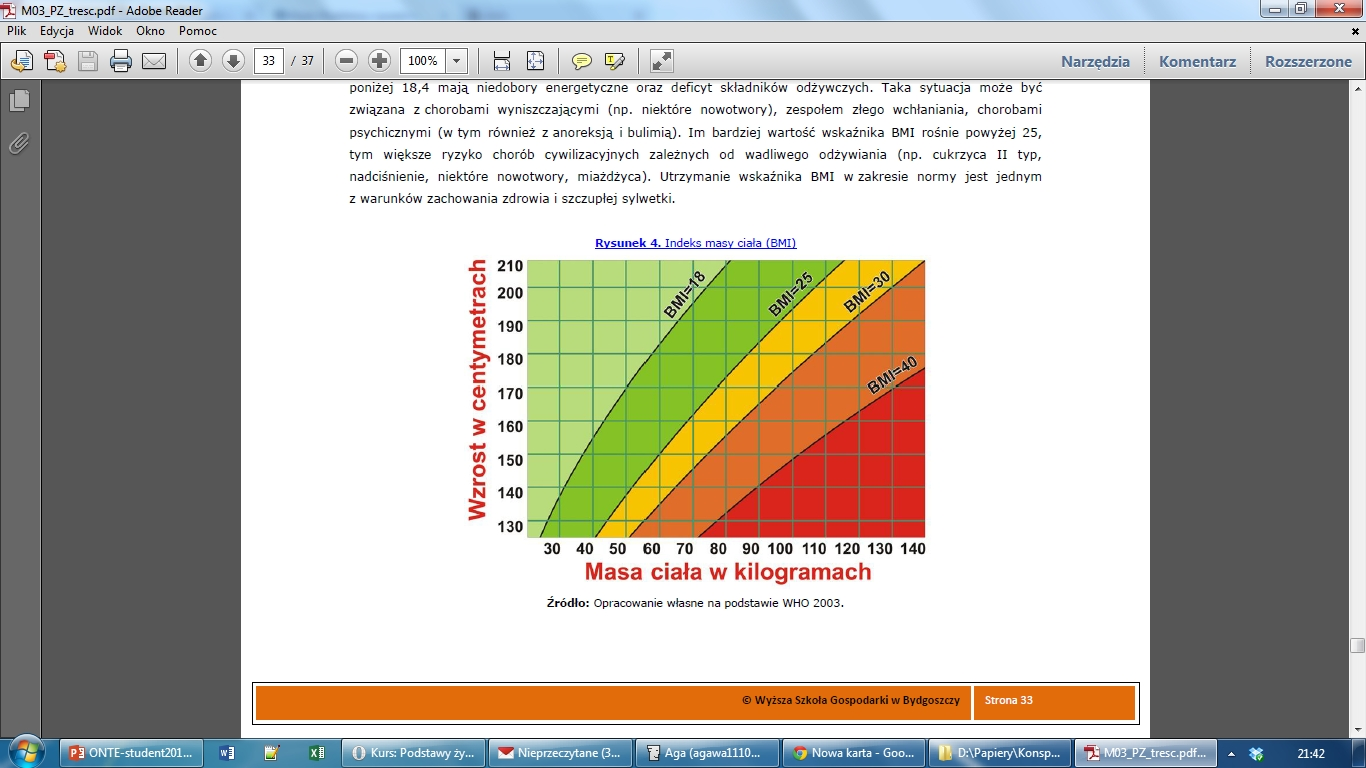 M03_PZ_tresc.pdf - Adobe Reader
Plik Edycja Widok Okno Pomoc
33 / 37 100% Narzędzia Komentarz Rozszerzone
poniżej 18,4 mają niedobory energetyczne oraz deficyt składników odżywczych. Taka sytuacja może być
związana z chorobami wyniszczającymi (np. niektóre nowotwory), zespołem złego wchłaniania, chorobami
psychicznymi (w tym również z anoreksją i bulimią). Im bardziej wartość wskaźnika BMI rośnie powyżej 25,
tym większe ryzyko chorób cywilizacyjnych zależnych od wadliwego odżywiania (np. cukrzyca II typ,
nadciśnienie, niektóre nowotwory, miażdżyca). Utrzymanie wskaźnika BMI w zakresie normy jest jednym
z warunków zachowania zdrowia i szczupłej sylwetki.
Rysunek 4. Indeks masy ciała (BMI)
Wzrost w centymetrach
210
200
190
180
170
160
150
140
130
BMI=18
BMI=25
BMI=30
BMI=40
30 40 50 60 70 80 90 100 110 120 130 140
Masa ciała w kilogramach
Źródło: Opracowanie własne na podstawie WHO 2003.
© Wyższa Szkoła Gospodarki w Bydgoszczy Strona 33
ONTE-student201... Kurs: Podstawy ży... Nieprzeczytane (3... Aga (agawa1110... Nowa karta - Goo... D:\Papiery\Konsp... M03_PZ_tresc.pdf... 21:42